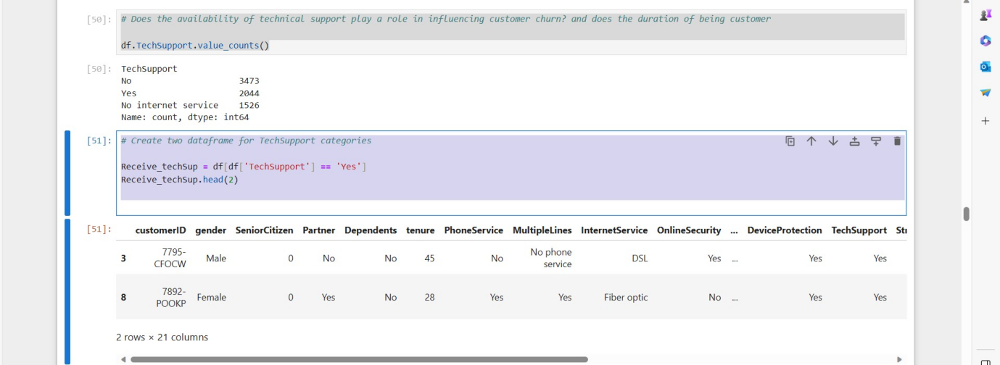 [50]: # Does the availability of technical support play a role in influencing customer churn? and does the duration of being customer
df.TechSupport.value_counts()
[50]: TechSupport
No 3473
Yes 2044
No internet service 1526
Name: count, dtype: int64
[51]: # Create two dataframe for TechSupport categories
Receive_techSup = df[df['TechSupport'] == 'Yes']
Receive_techSup.head(2)
[51]: customerID gender SeniorCitizen Partner Dependents tenure PhoneService MultipleLines InternetService OnlineSecurity ... DeviceProtection TechSupport
3 7795-CFOCW Male 0 No No 45 No No phone service DSL Yes ... Yes Yes
8 7892-POOKP Female 0 Yes No 28 Yes Yes Fiber optic No ... Yes Yes
2 rows × 21 columns